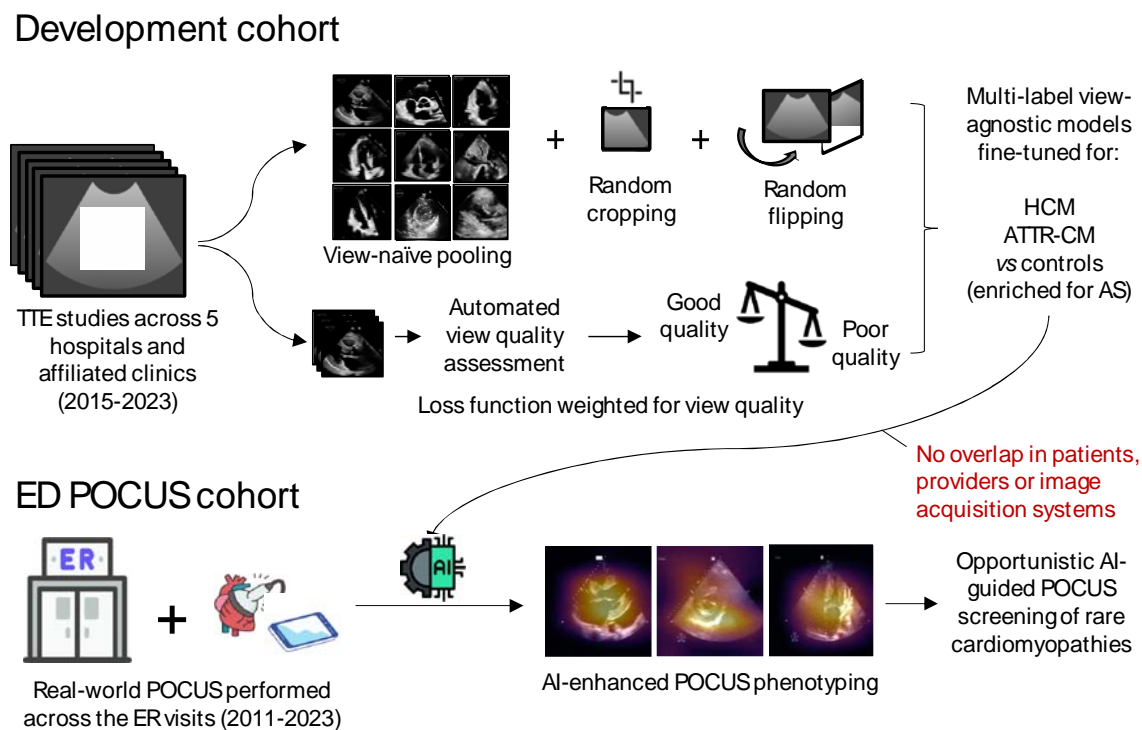 Development cohort
TTE studies across 5
hospitals and
affiliated clinics
(2015-2023)
View-naïve pooling
+
Random
cropping
+
Random
flipping
Automated
view quality
assessment
Good
quality
Poor
quality
Loss function weighted for view quality
Multi-label view-
agnostic models
fine-tuned for:
HCM
ATTR-CM
vs controls
(enriched for AS)
No overlap in patients,
providers or image
acquisition systems
ED POCUS cohort
ER
+
Real-world POCUS performed
across the ER visits (2011-2023)
AI
AI-enhanced POCUS phenotyping
Opportunistic AI-
guided POCUS
screening of rare
cardiomyopathies